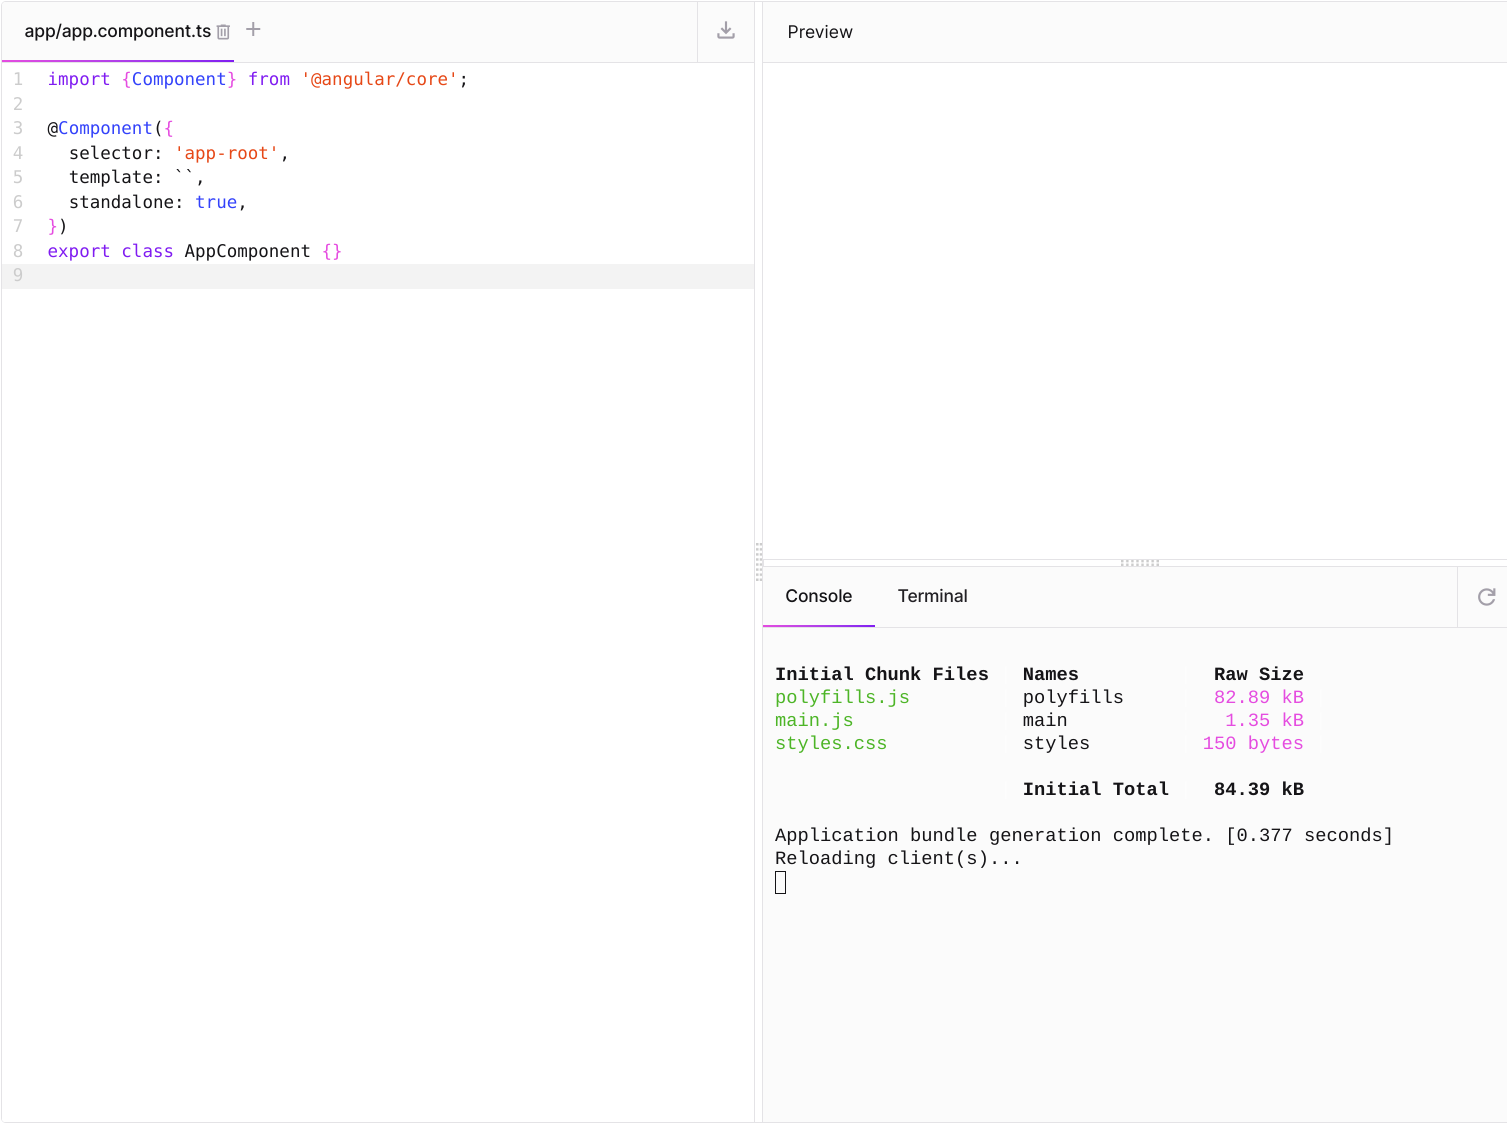 app/app.component.ts
1 import {Component} from '@angular/core';
2
3 @Component({
4   selector: 'app-root',
5   template: ``,
6   standalone: true,
7 })
8 export class AppComponent {}
9
Preview
Console Terminal
Initial Chunk Files Names Raw Size
polyfills.js polyfills 82.89 kB
main.js main 1.35 kB
styles.css styles 150 bytes
Initial Total 84.39 kB
Application bundle generation complete. [0.377 seconds]
Reloading client(s)...